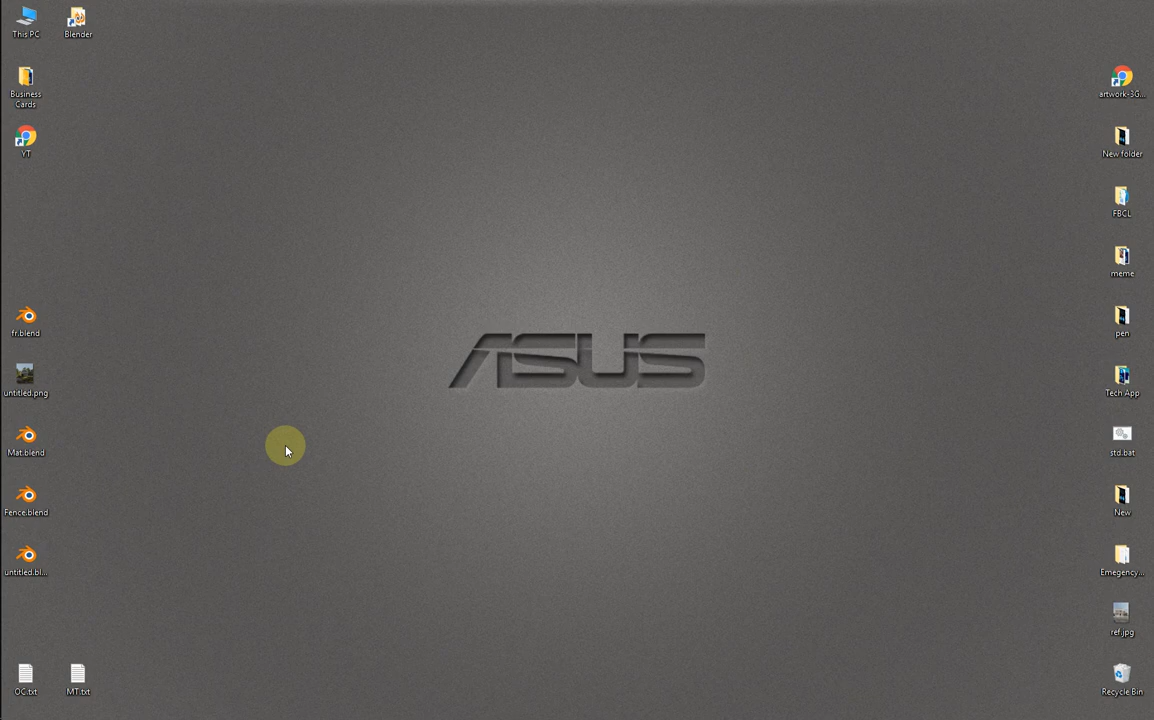 This PC
Blender
Business
Cards
YT
fr.blend
untitled.png
Mat.blend
Fence.blend
untitled.bl...
OC.txt
MT.txt
ASUS
artwork-3G...
New folder
FBCL
meme
pen
Tech App
std.bat
New
Emegency...
ref.jpg
Recycle Bin